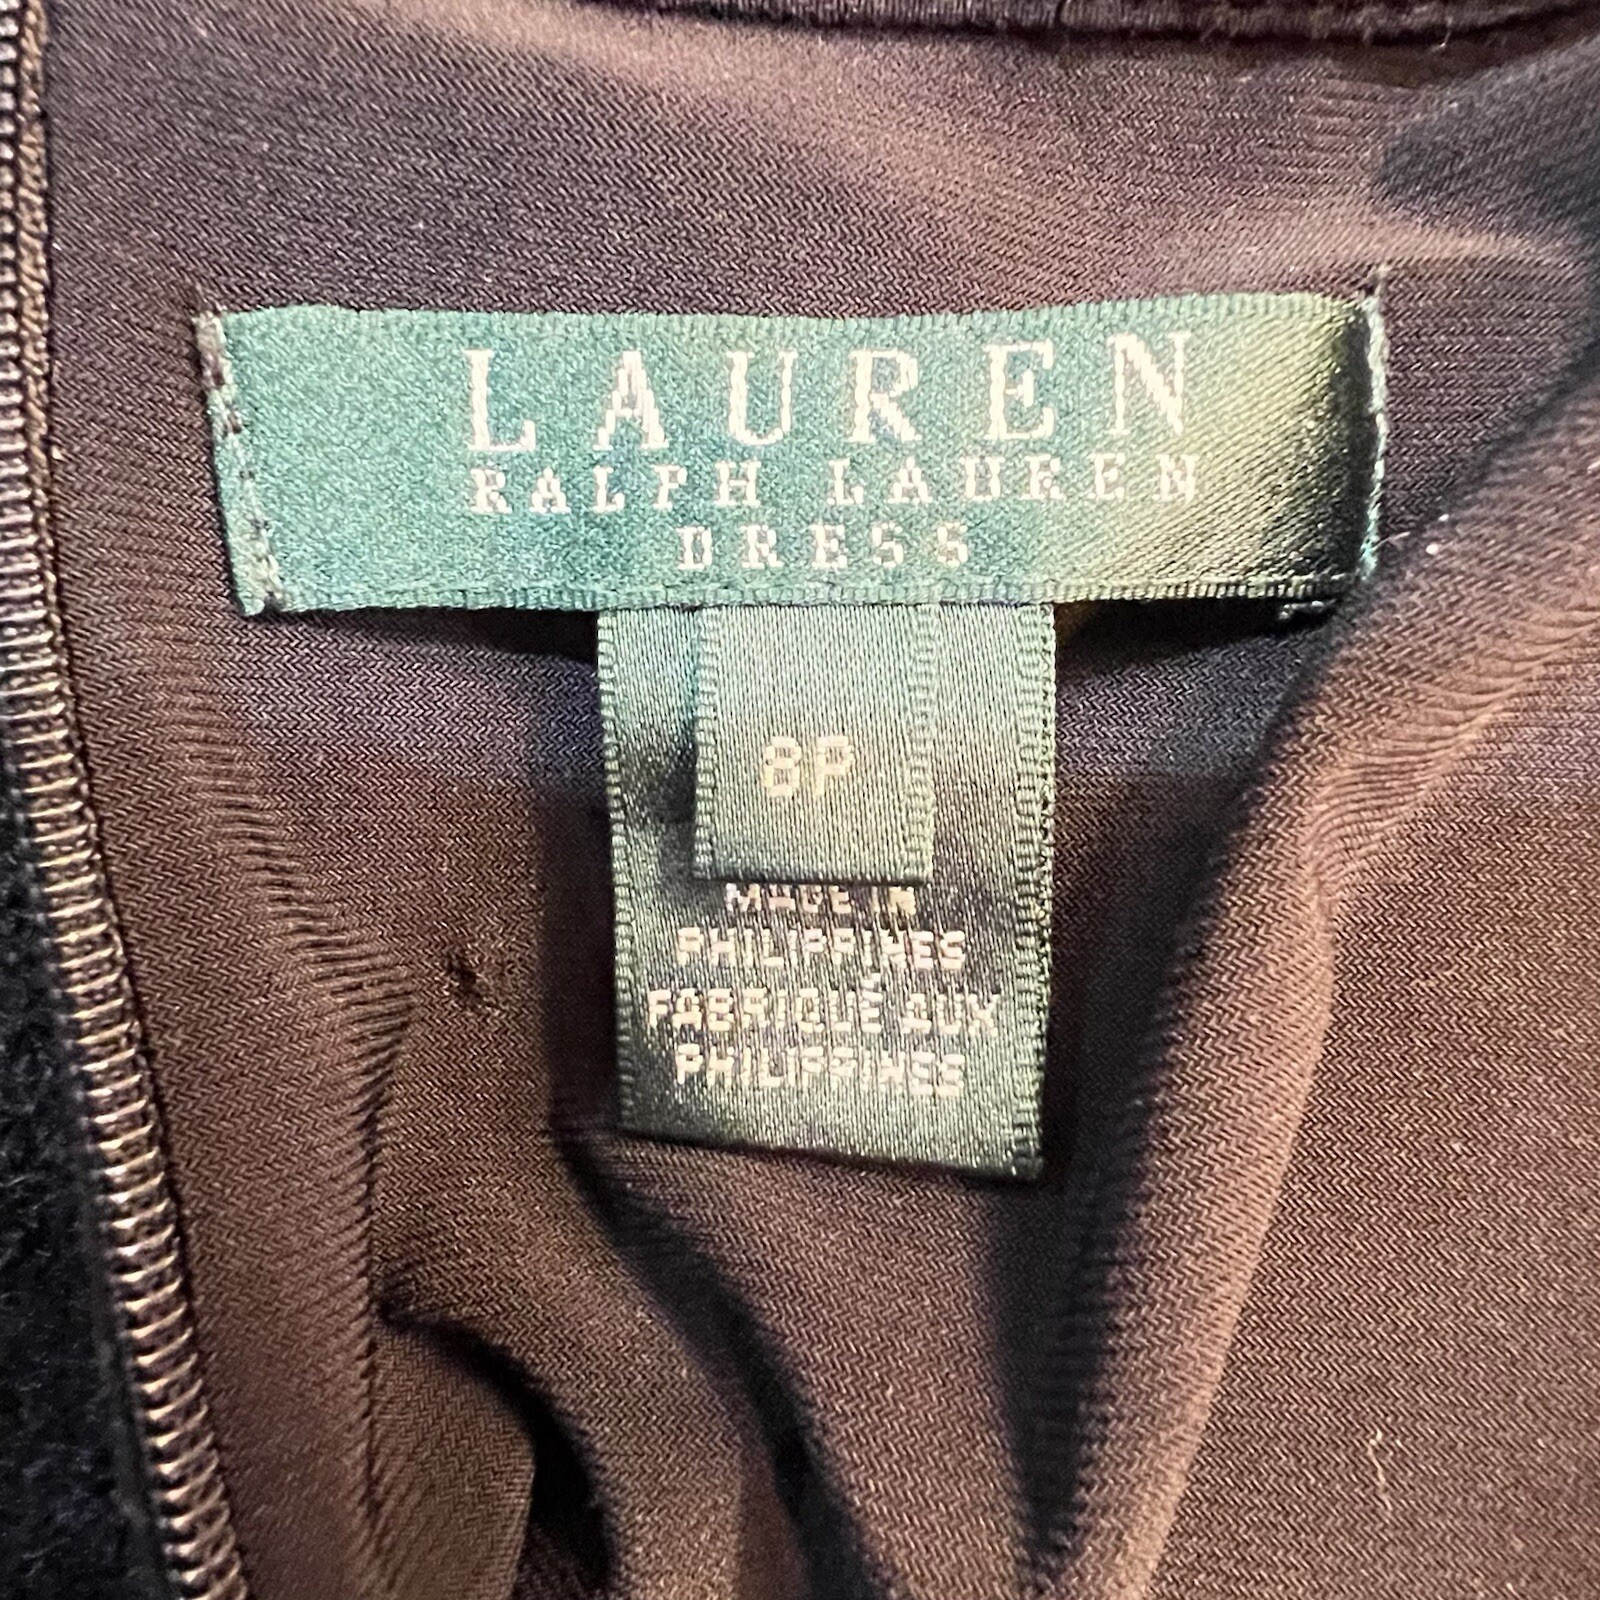 LAUREN
RALPH LAUREN
DRESS
8P
MADE IN
PHILIPPINES
FABRIQUÉ AUX
PHILIPPINES